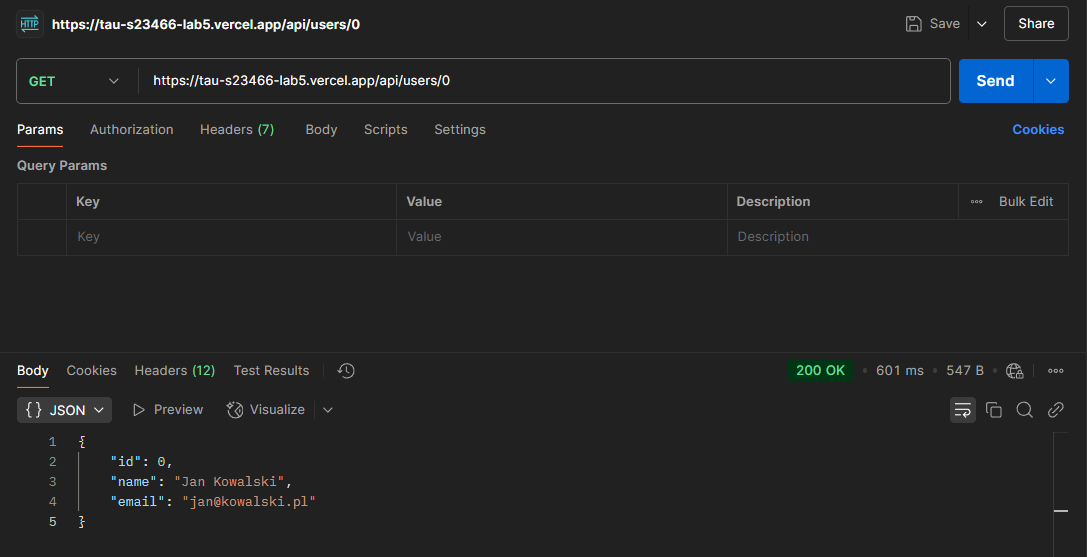 HTTP https://tau-s23466-lab5.vercel.app/api/users/0 Save Share
GET https://tau-s23466-lab5.vercel.app/api/users/0 Send
Params Authorization Headers (7) Body Scripts Settings Cookies
Query Params
Key Value Description Bulk Edit
Key Value Description
Body Cookies Headers (12) Test Results 200 OK • 601 ms • 547 B •
{ } JSON Preview Visualize
1 {
2 "id": 0,
3 "name": "Jan Kowalski",
4 "email": "jan@kowalski.pl"
5 }